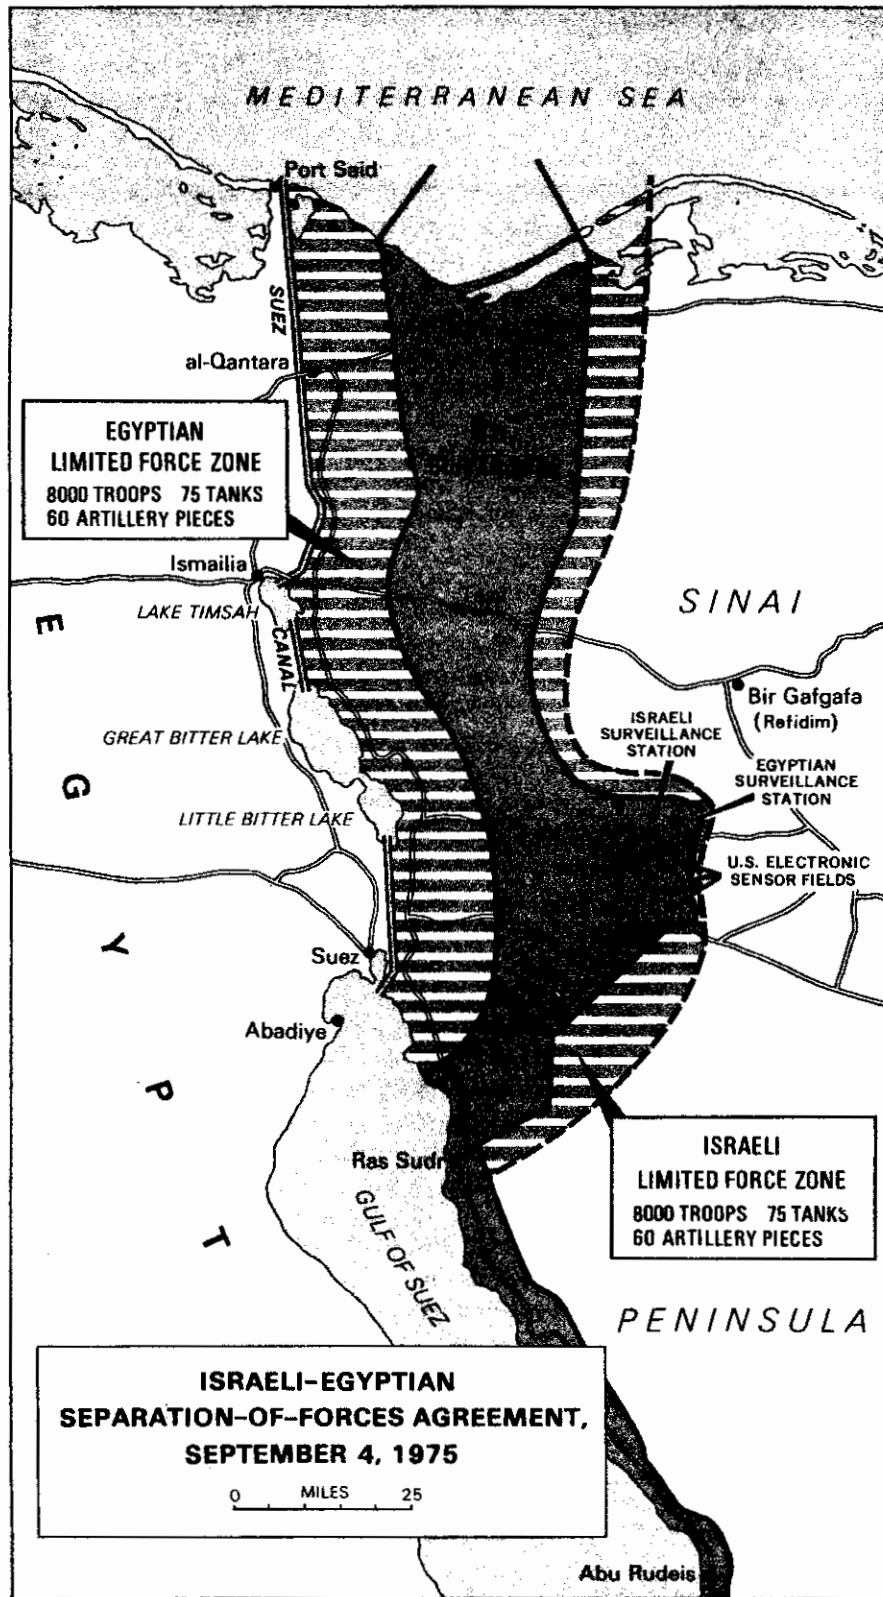 MEDITERRANEAN SEA
Port Said
SUEZ
al-Qantara
EGYPTIAN
LIMITED FORCE ZONE
8000 TROOPS 75 TANKS
60 ARTILLERY PIECES
Ismailia
LAKE TIMSAH
CANAL
SINAI
Bir Gafgafa
(Refidim)
ISRAELI
SURVEILLANCE
STATION
GREAT BITTER LAKE
EGYPTIAN
SURVEILLANCE
STATION
LITTLE BITTER LAKE
U.S. ELECTRONIC
SENSOR FIELDS
EGYPT
Suez
Abadiye
Ras Sudr
ISRAELI
LIMITED FORCE ZONE
8000 TROOPS 75 TANKS
60 ARTILLERY PIECES
GULF OF SUEZ
PENINSULA
ISRAELI-EGYPTIAN
SEPARATION-OF-FORCES AGREEMENT,
SEPTEMBER 4, 1975
0 MILES 25
Abu Rudeis